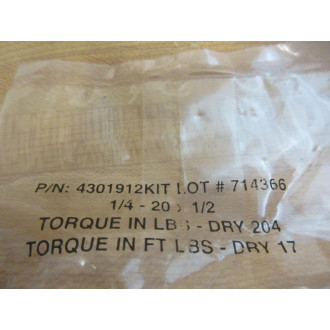 P/N: 4301912KIT LOT # 714366
1/4 - 20 x 1/2
TORQUE IN LBS - DRY 204
TORQUE IN FT LBS - DRY 17